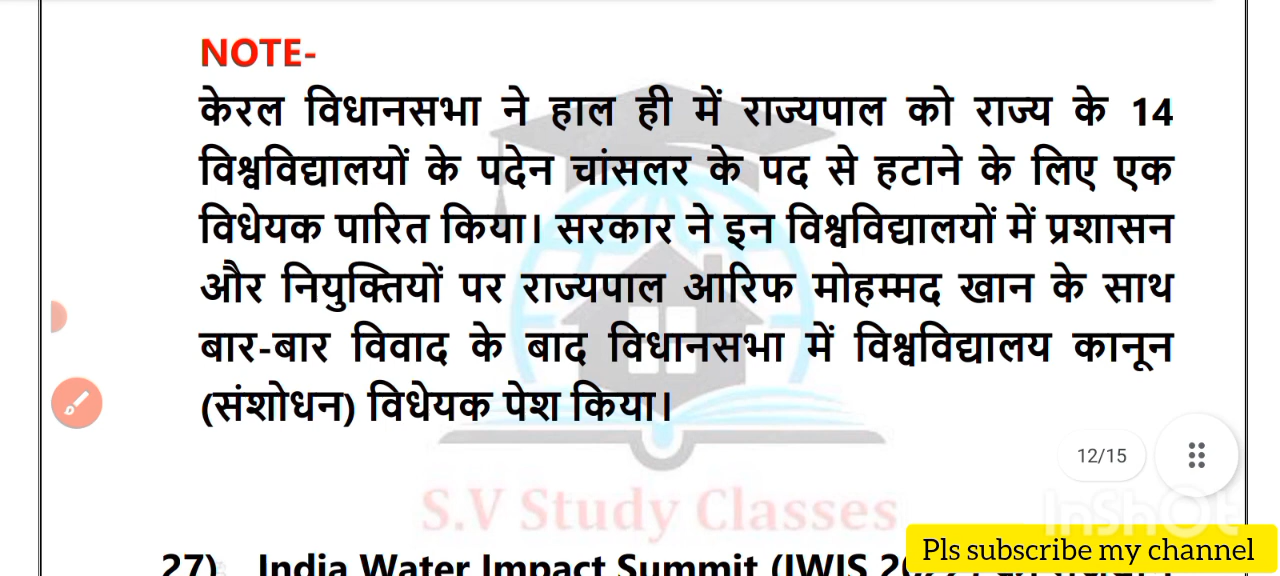 NOTE-
केरल विधानसभा ने हाल ही में राज्यपाल को राज्य के 14
विश्वविद्यालयों के पदेन चांसलर के पद से हटाने के लिए एक
विधेयक पारित किया। सरकार ने इन विश्वविद्यालयों में प्रशासन
और नियुक्तियों पर राज्यपाल आरिफ मोहम्मद खान के साथ
बार-बार विवाद के बाद विधानसभा में विश्वविद्यालय कानून
(संशोधन) विधेयक पेश किया।
12/15
S.V Study Classes
InShOt
Pls subscribe my channel
27) India Water Impact Summit (IWIS